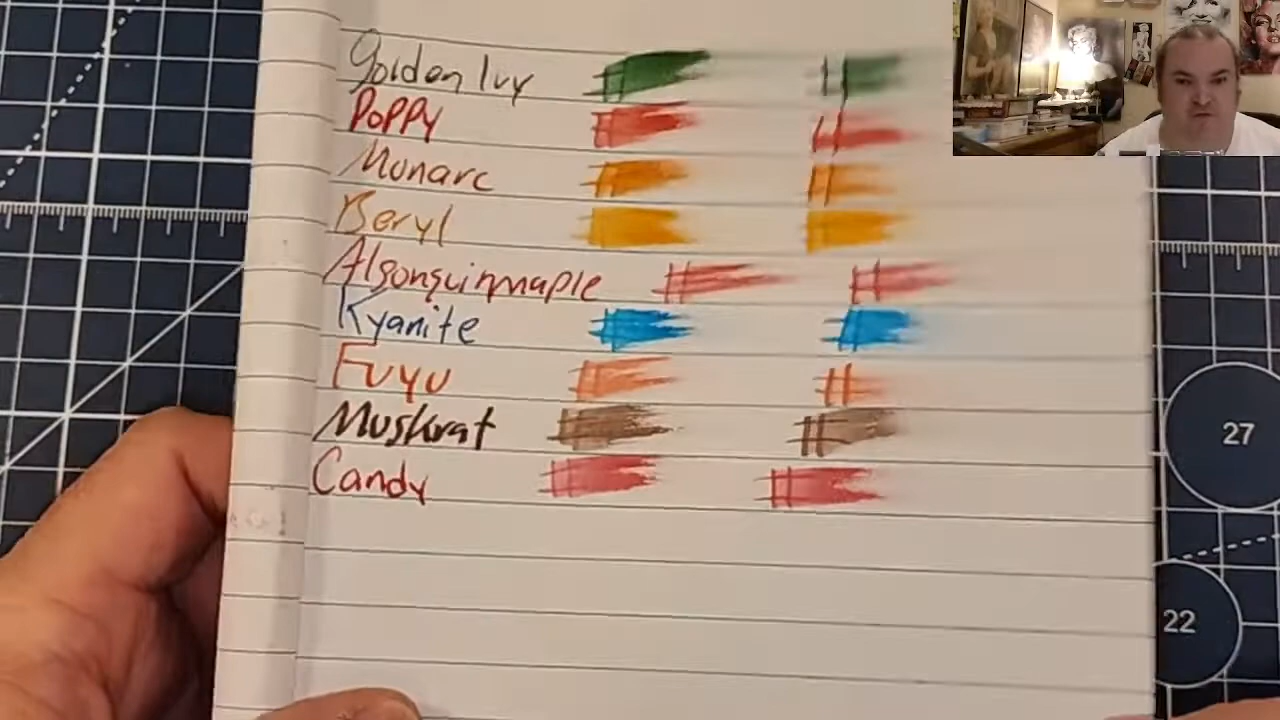 Golden Ivy
Poppy
Monarc
Beryl
Algonquinmaple
Kyanite
Fuyu
Muskrat
Candy
27
22